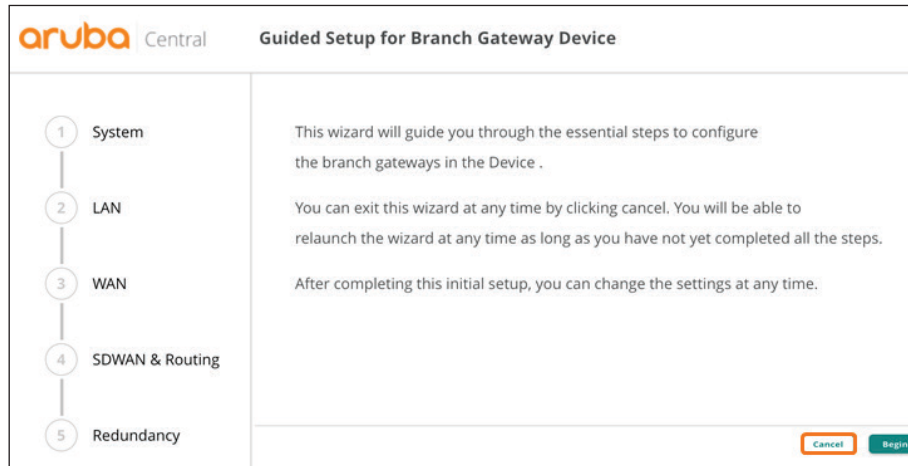 aruba Central
Guided Setup for Branch Gateway Device
1 System
2 LAN
3 WAN
4 SDWAN & Routing
5 Redundancy
This wizard will guide you through the essential steps to configure
the branch gateways in the Device .
You can exit this wizard at any time by clicking cancel. You will be able to
relaunch the wizard at any time as long as you have not yet completed all the steps.
After completing this initial setup, you can change the settings at any time.
Cancel
Begin